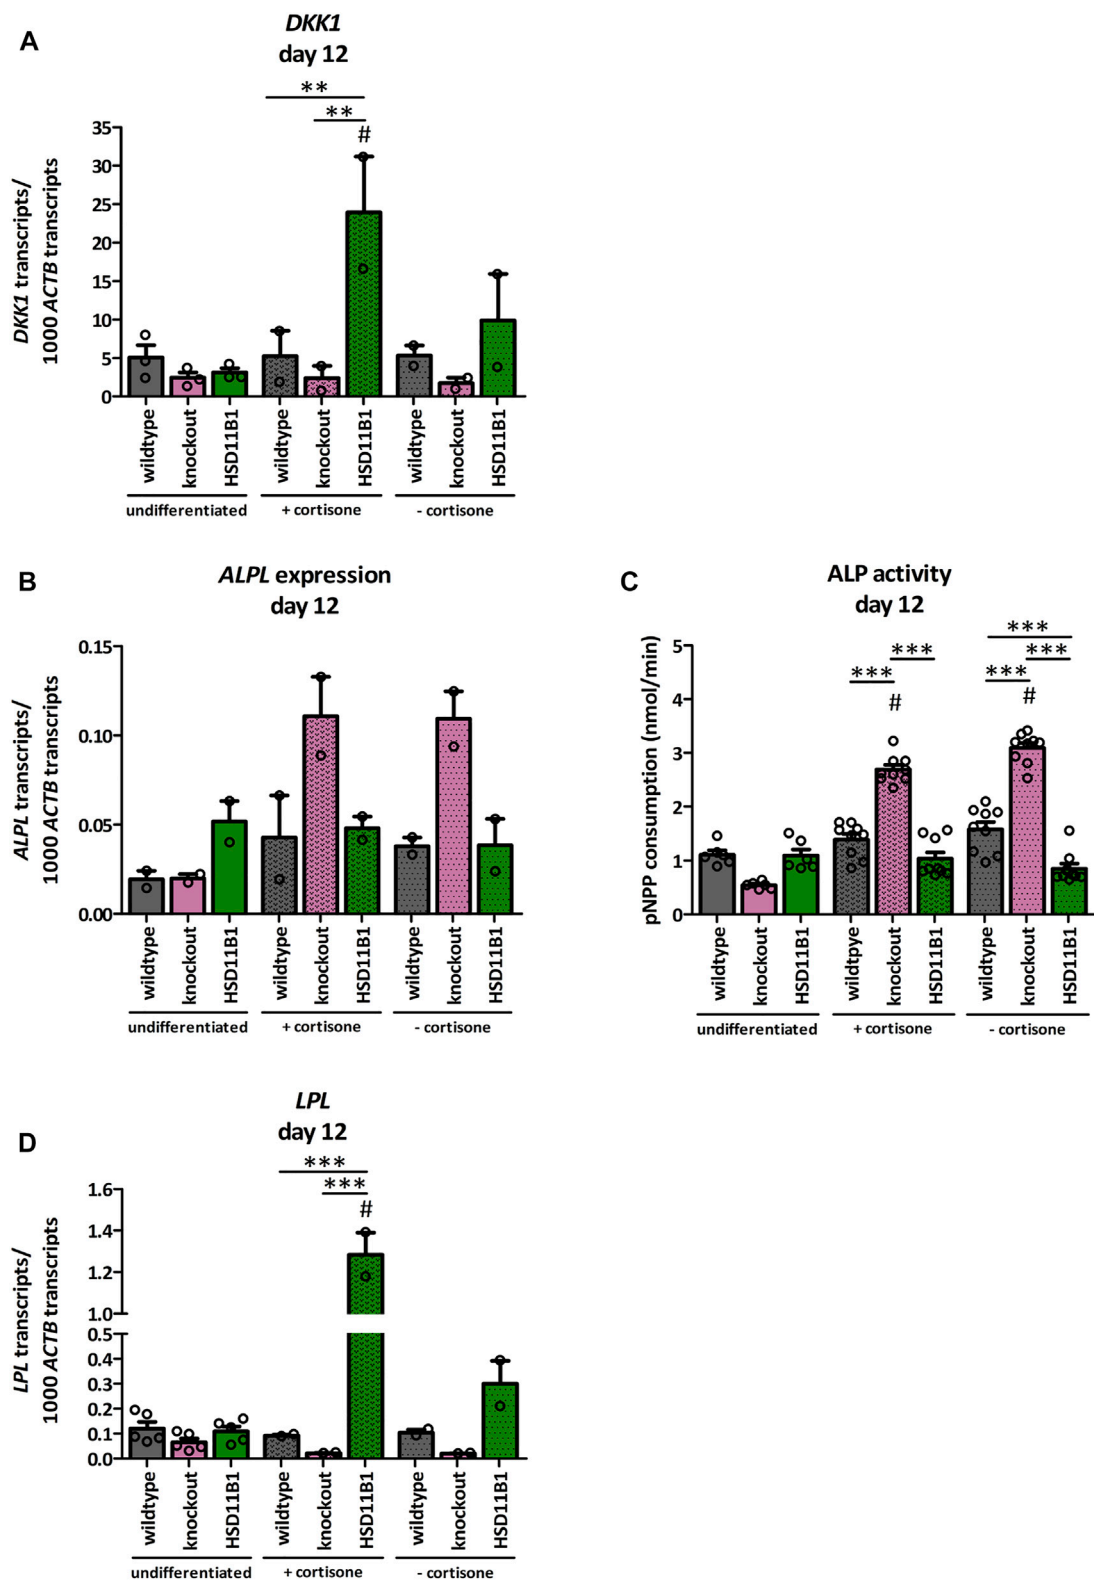 A
DKK1
day 12
**
**
#
DKK1 transcripts/
1000 ACTB transcripts
35
30
25
20
15
10
5
0
wildtype
knockout
HSD11B1
wildtype
knockout
HSD11B1
wildtype
knockout
HSD11B1
undifferentiated
+ cortisone
- cortisone
B
ALPL expression
day 12
ALPL transcripts/
1000 ACTB transcripts
0.15
0.10
0.05
0.00
wildtype
knockout
HSD11B1
wildtype
knockout
HSD11B1
wildtype
knockout
HSD11B1
undifferentiated
+ cortisone
- cortisone
C
ALP activity
day 12
***
***
***
***
***
#
#
pNPP consumption (nmol/min)
5
4
3
2
1
0
wildtype
knockout
HSD11B1
wildtpye
knockout
HSD11B1
wildtype
knockout
HSD11B1
undifferentiated
+ cortisone
- cortisone
D
LPL
day 12
***
***
#
LPL transcripts/
1000 ACTB transcripts
1.6
1.4
1.2
1.0
0.5
0.4
0.3
0.2
0.1
0.0
wildtype
knockout
HSD11B1
wildtype
knockout
HSD11B1
wildtype
knockout
HSD11B1
undifferentiated
+ cortisone
- cortisone